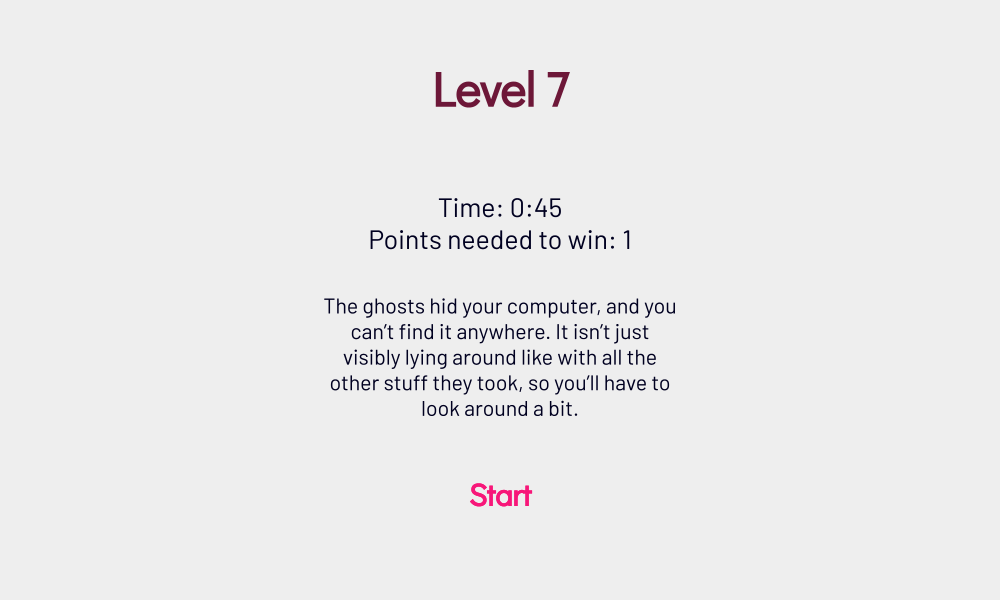 Level 7
Time: 0:45
Points needed to win: 1
The ghosts hid your computer, and you
can’t find it anywhere. It isn’t just
visibly lying around like with all the
other stuff they took, so you’ll have to
look around a bit.
Start